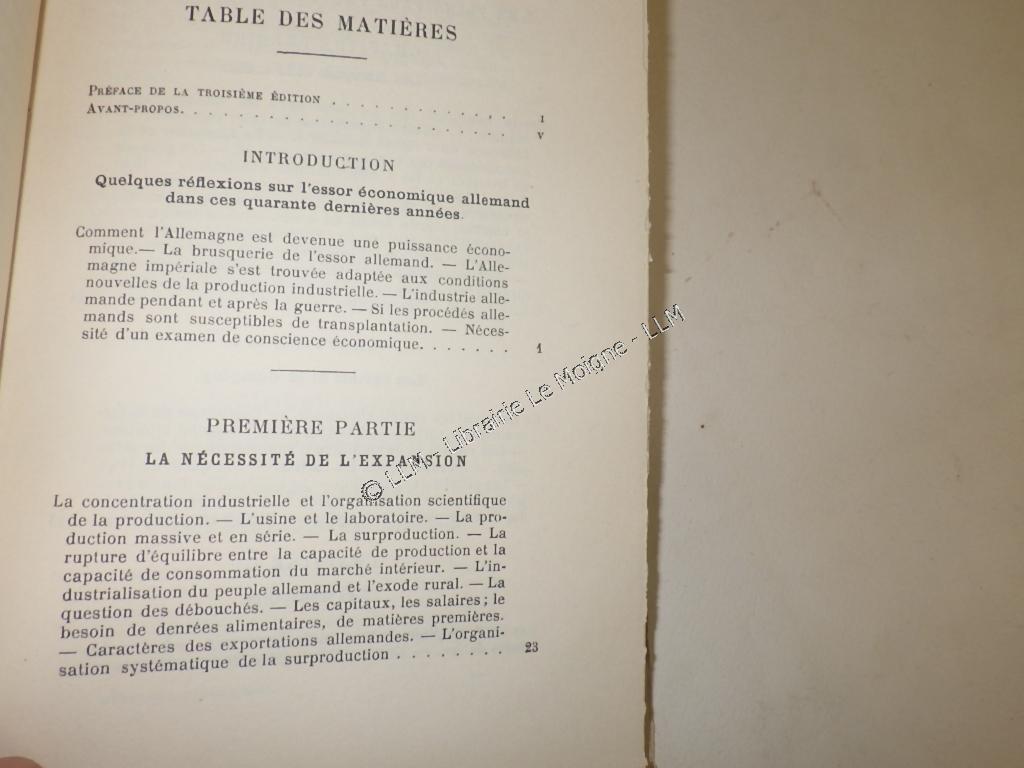 TABLE DES MATIÈRES
PRÉFACE DE LA TROISIÈME ÉDITION . . . . . . . . . . . . . I
AVANT-PROPOS. . . . . . . . . . . . . . . . . . . . . . V
INTRODUCTION
Quelques réflexions sur l'essor économique allemand
dans ces quarante dernières années.
Comment l'Allemagne est devenue une puissance écono-
mique.— La brusquerie de l'essor allemand. — L'Alle-
magne impériale s'est trouvée adaptée aux conditions
nouvelles de la production industrielle. — L'industrie alle-
mande pendant et après la guerre. — Si les procédés alle-
mands sont susceptibles de transplantation. — Néces-
sité d'un examen de conscience économique. . . . . . . . 1
PREMIÈRE PARTIE
LA NÉCESSITÉ DE L'EXPANSION
La concentration industrielle et l'organisation scientifique
de la production. — L'usine et le laboratoire. — La pro-
duction massive et en série. — La surproduction. — La
rupture d'équilibre entre la capacité de production et la
capacité de consommation du marché intérieur. — L'in-
dustrialisation du peuple allemand et l'exode rural. — La
question des débouchés. — Les capitaux, les salaires ; le
besoin de denrées alimentaires, de matières premières.
— Caractères des exportations allemandes. — L'organi-
sation systématique de la surproduction . . . . . . . . 23
© LLM - Librairie Le Moigne - LLM